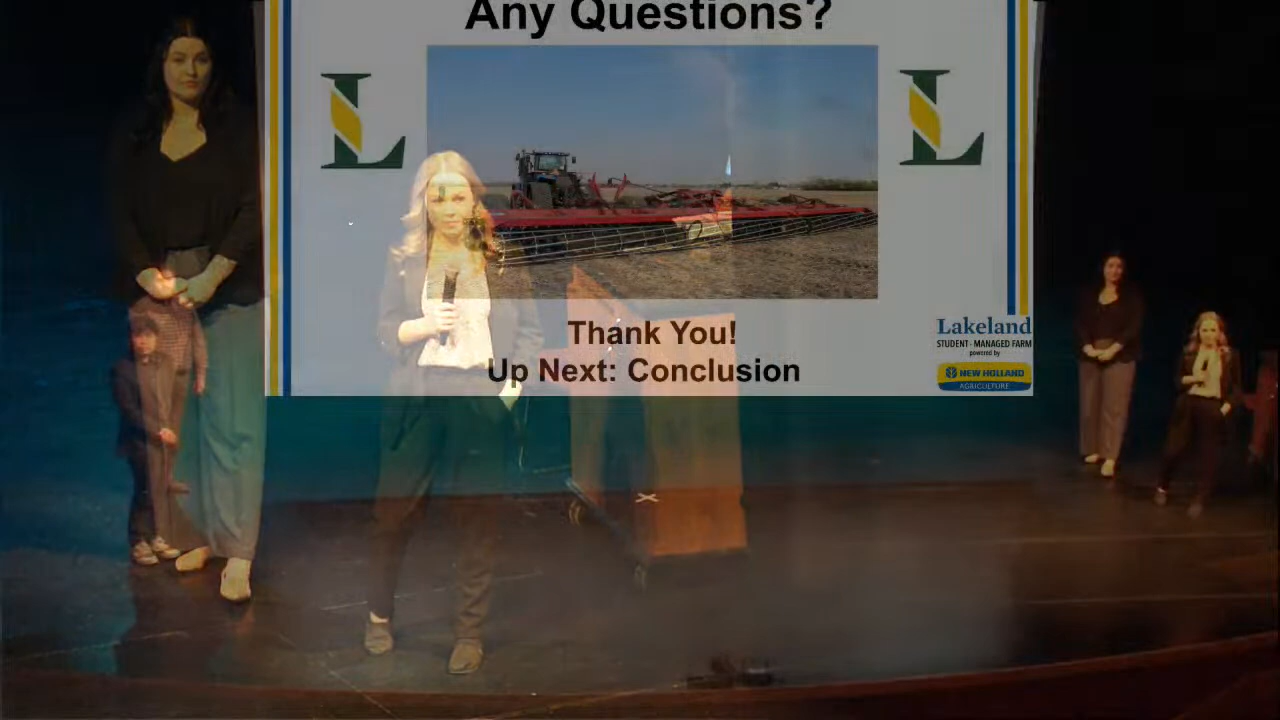 Any Questions?
L
L
Thank You!
Up Next: Conclusion
Lakeland
STUDENT-MANAGED FARM
powered by
NEW HOLLAND
AGRICULTURE